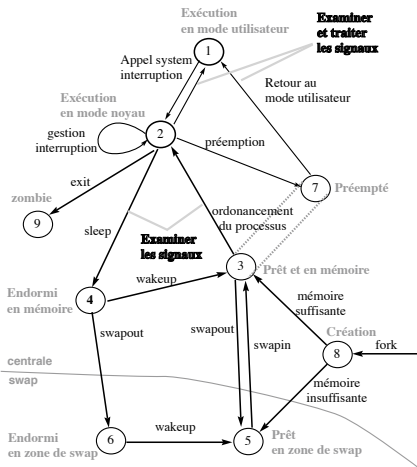 Exécution
en mode utilisateur
Examiner
et traiter
les signaux
1
Appel system
interruption
Retour au
mode utilisateur
Exécution
en mode noyau
gestion
interruption
2
préemption
exit
7
Préempté
zombie
9
sleep
ordonancement
du processus
Examiner
les signaux
3
Prêt et en mémoire
wakeup
Endormi
en mémoire
4
mémoire
suffisante
swapout
swapout
swapin
Création
8
fork
centrale
swap
mémoire
insuffisante
wakeup
Endormi
en zone de swap
6
5
Prêt
en zone de swap